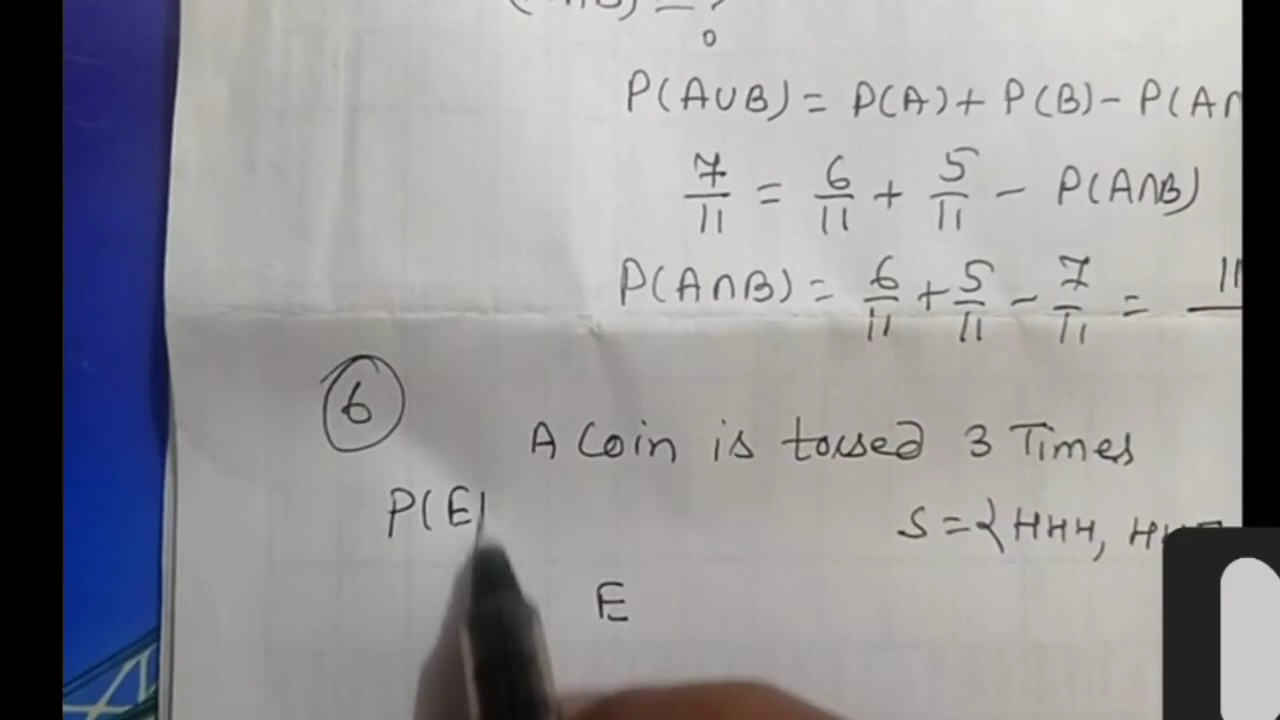 P(A∪B) = P(A) + P(B) - P(A∩
7/11 = 6/11 + 5/11 - P(A∩B)
P(A∩B) = 6/11 + 5/11 - 7/11 = 11
6
A Coin is tossed 3 Times
P(E)
S = {HHH,
E